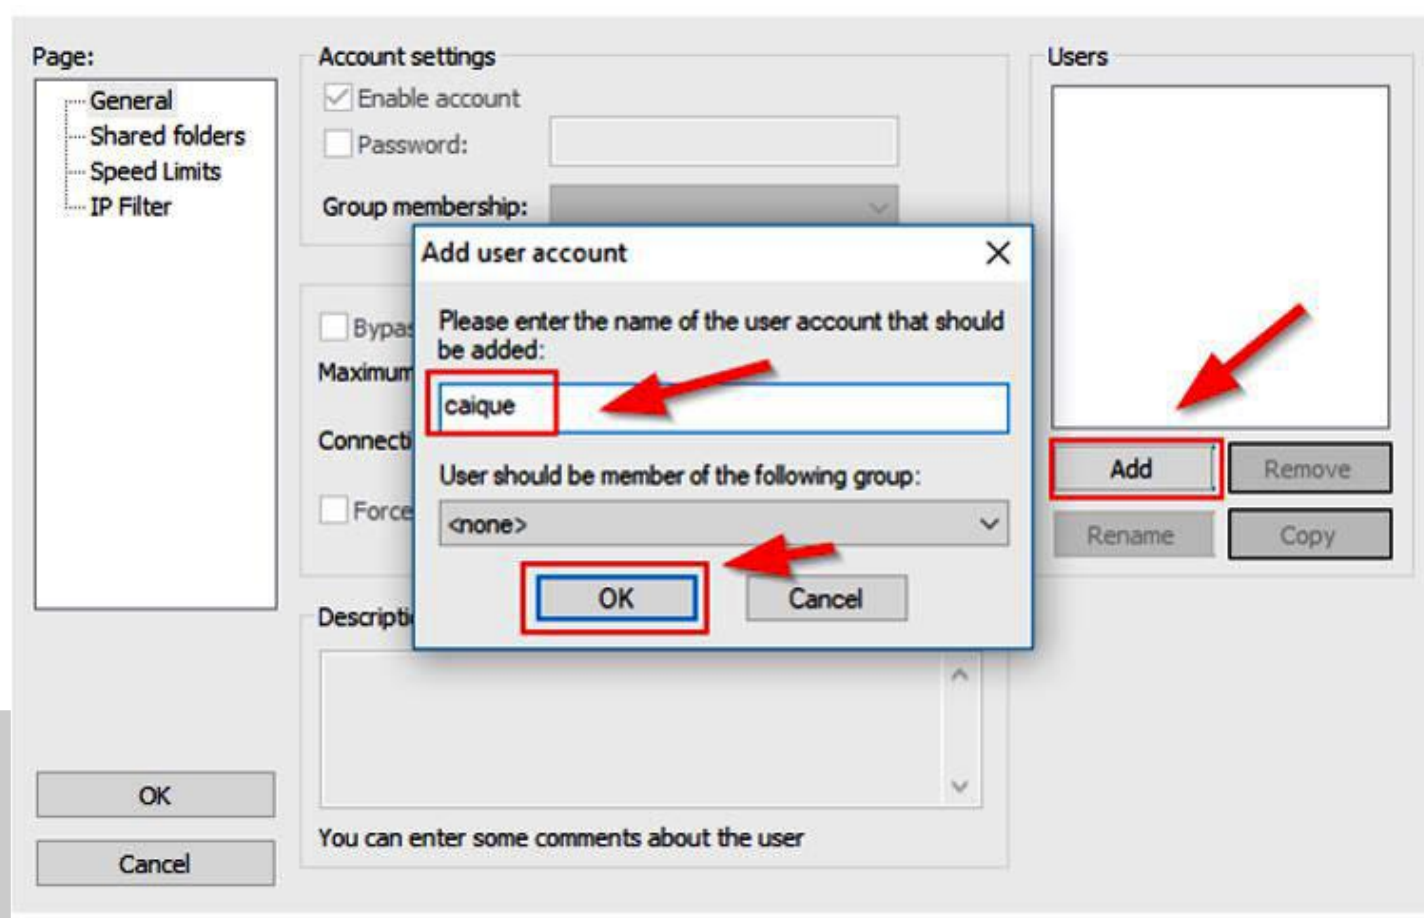 Page:
General
Shared folders
Speed Limits
IP Filter
OK
Cancel
Account settings
Enable account
Password:
Group membership:
Maximum
You can enter some comments about the user
Add user account
Please enter the name of the user account that should
be added:
caique
User should be member of the following group:
<none>
OK
Cancel
Users
Add
Remove
Rename
Copy